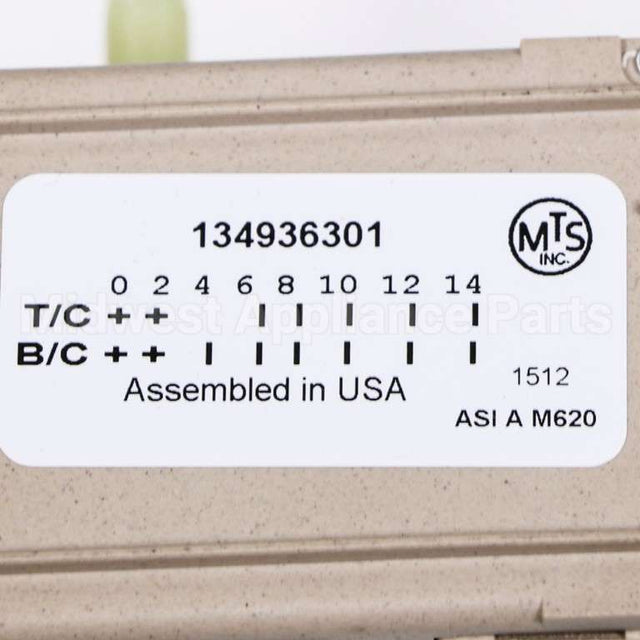 134936301
MTS
INC.
0 2 4 6 8 10 12 14
T/C + + | | | | |
B/C + + | | | | | |
Midwest Appliance Parts
Assembled in USA
1512
ASI A M620